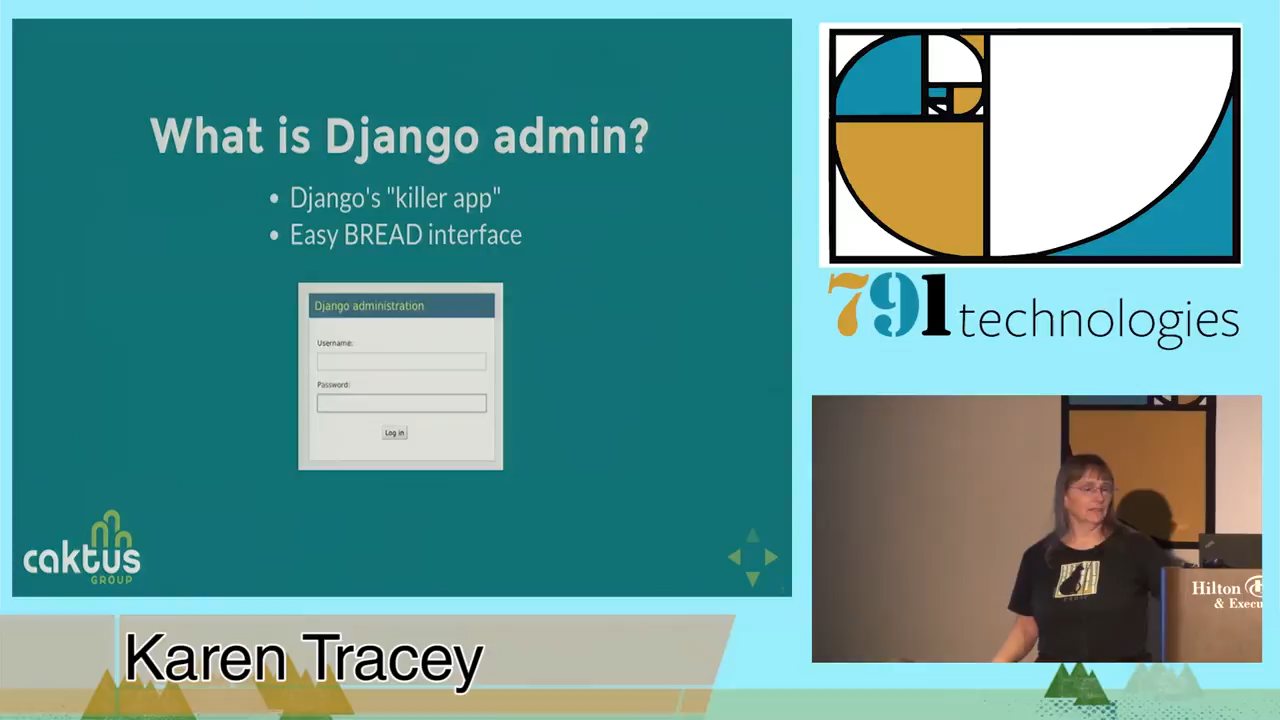 What is Django admin?
Django's "killer app"
Easy BREAD interface
Django administration
Username:
Password:
Log in
caktus
GROUP
791 technologies
Hilton
& Execu
Karen Tracey